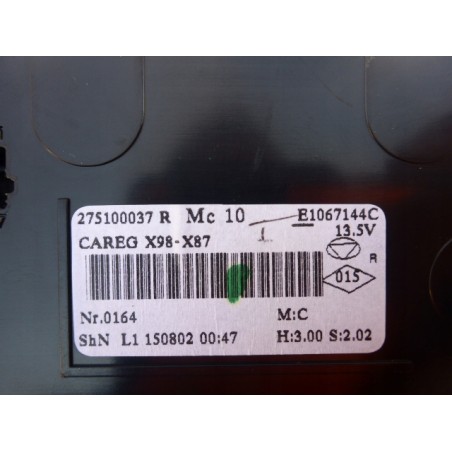 275100037 R Mc 10 1 E1067144C
CAREG X98-X87 13.5V
R
015
Nr.0164 M:C
ShN L1 150802 00:47 H:3.00 S:2.02